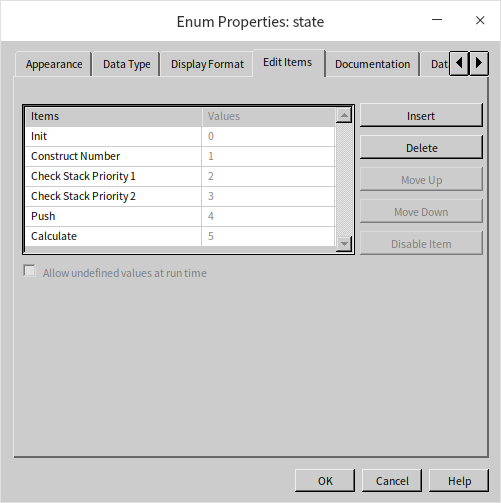 Enum Properties: state
Appearance Data Type Display Format Edit Items Documentation Dat
Items Values
Init 0
Construct Number 1
Check Stack Priority 1 2
Check Stack Priority 2 3
Push 4
Calculate 5
Insert
Delete
Move Up
Move Down
Disable Item
Allow undefined values at run time
OK Cancel Help